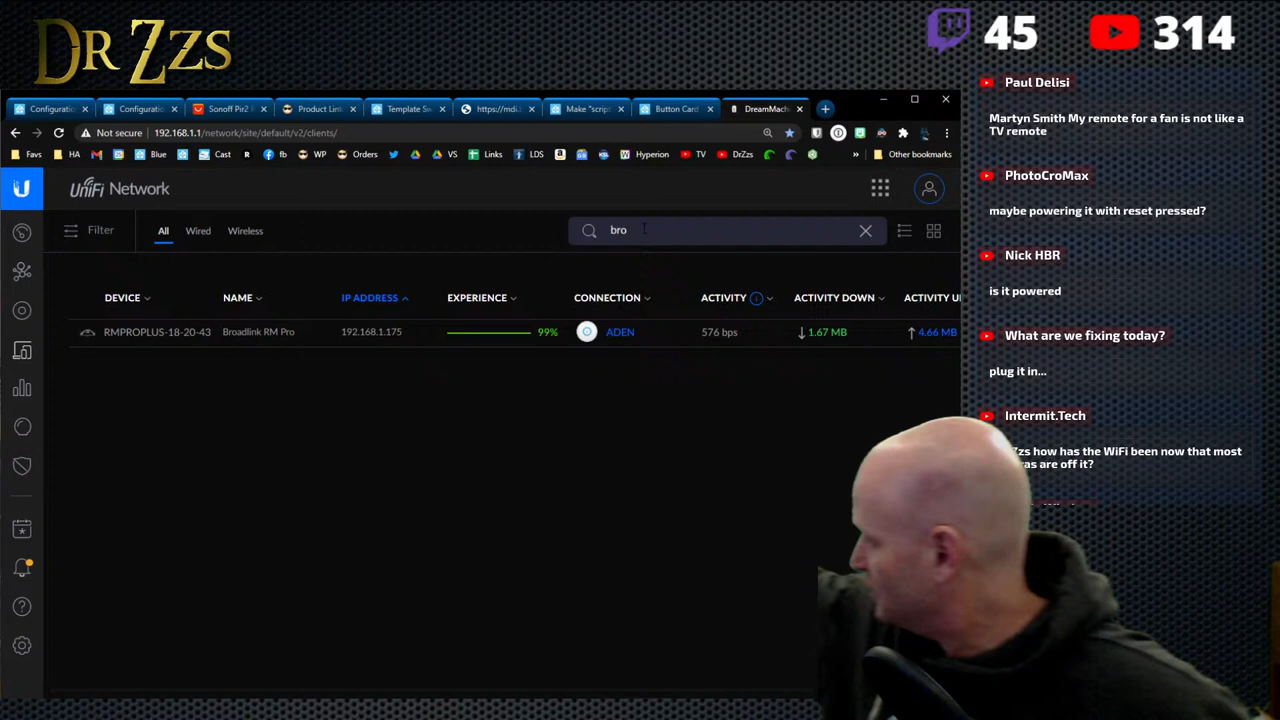 DR ZZS
45
314
Configuratio
Configuratio
Sonoff Pir2
Product Link
Template Sw
https://mdi.
Make "script
Button Card
DreamMach
Not secure
192.168.1.1/network/site/default/v2/clients/
Favs
HA
Blue
Cast
fb
WP
Orders
VS
Links
LDS
Hyperion
TV
DrZzs
Other bookmarks
UniFi Network
Filter
All
Wired
Wireless
bro
DEVICE
NAME
IP ADDRESS
EXPERIENCE
CONNECTION
ACTIVITY
ACTIVITY DOWN
ACTIVITY U
RMPROPLUS-18-20-43
Broadlink RM Pro
192.168.1.175
99%
ADEN
576 bps
1.67 MB
4.66 MB
Paul Delisi
Martyn Smith My remote for a fan is not like a
TV remote
PhotoCroMax
maybe powering it with reset pressed?
Nick HBR
is it powered
What are we fixing today?
plug it in...
Intermit.Tech
Zzs how has the WiFi been now that most
ras are off it?